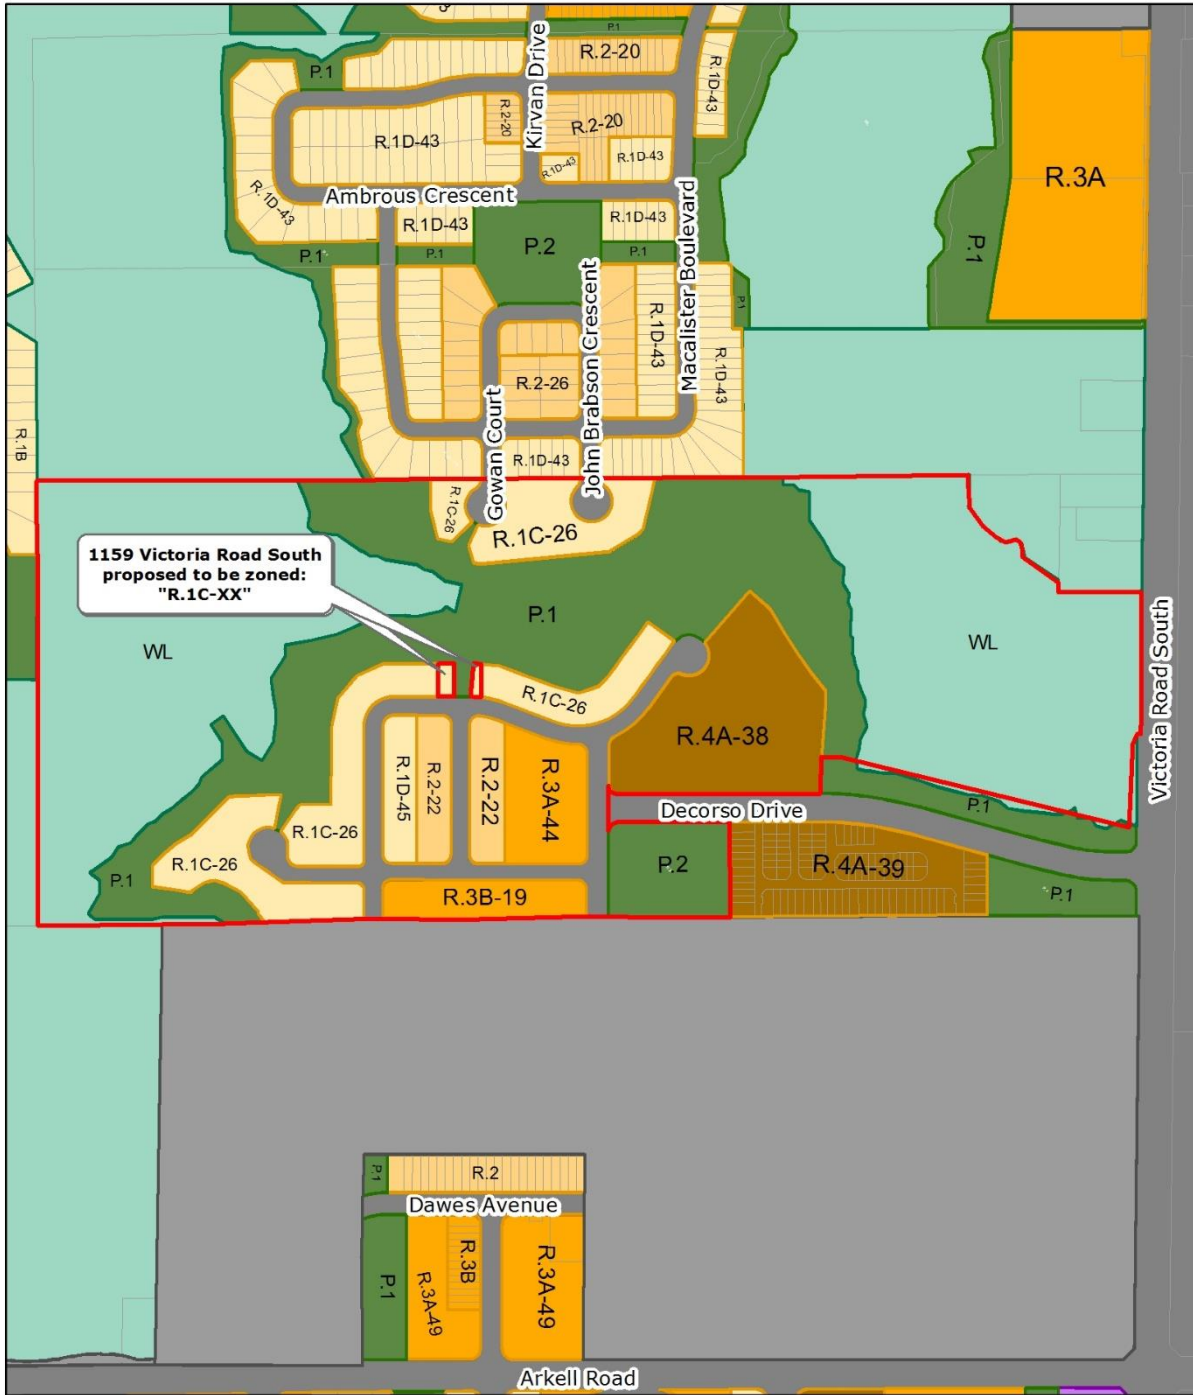 P.1
R.2-20
Kirvan Drive
P.1
R.1D-43
R.1D-43
R.2-20
R.2-20
R.1D-43
R.1D-43
R.3A
R.1D-43
Ambrous Crescent
R.1D-43
P.2
R.1D-43
P.1
P.1
P.1
P.1
P.1
Macalister Boulevard
John Brabson Crescent
R.1D-43
R.1D-43
R.2-26
Gowan Court
R.1B
R.1D-43
R.1C-26
R.1C-26
1159 Victoria Road South
proposed to be zoned:
"R.1C-XX"
P.1
WL
WL
R.1C-26
R.4A-38
Victoria Road South
R.1D-45
R.2-22
R.2-22
R.3A-44
Decorso Drive
P.1
R.1C-26
R.1C-26
P.1
P.2
R.4A-39
P.1
R.3B-19
P.1
R.2
Dawes Avenue
P.1
R.3A-49
R.3B
R.3A-49
Arkell Road